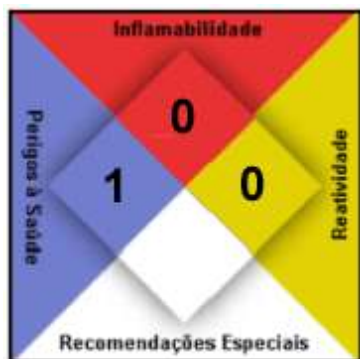 Inflamabilidade
0
Perigos à Saúde
1
0
Reatividade
Recomendações Especiais